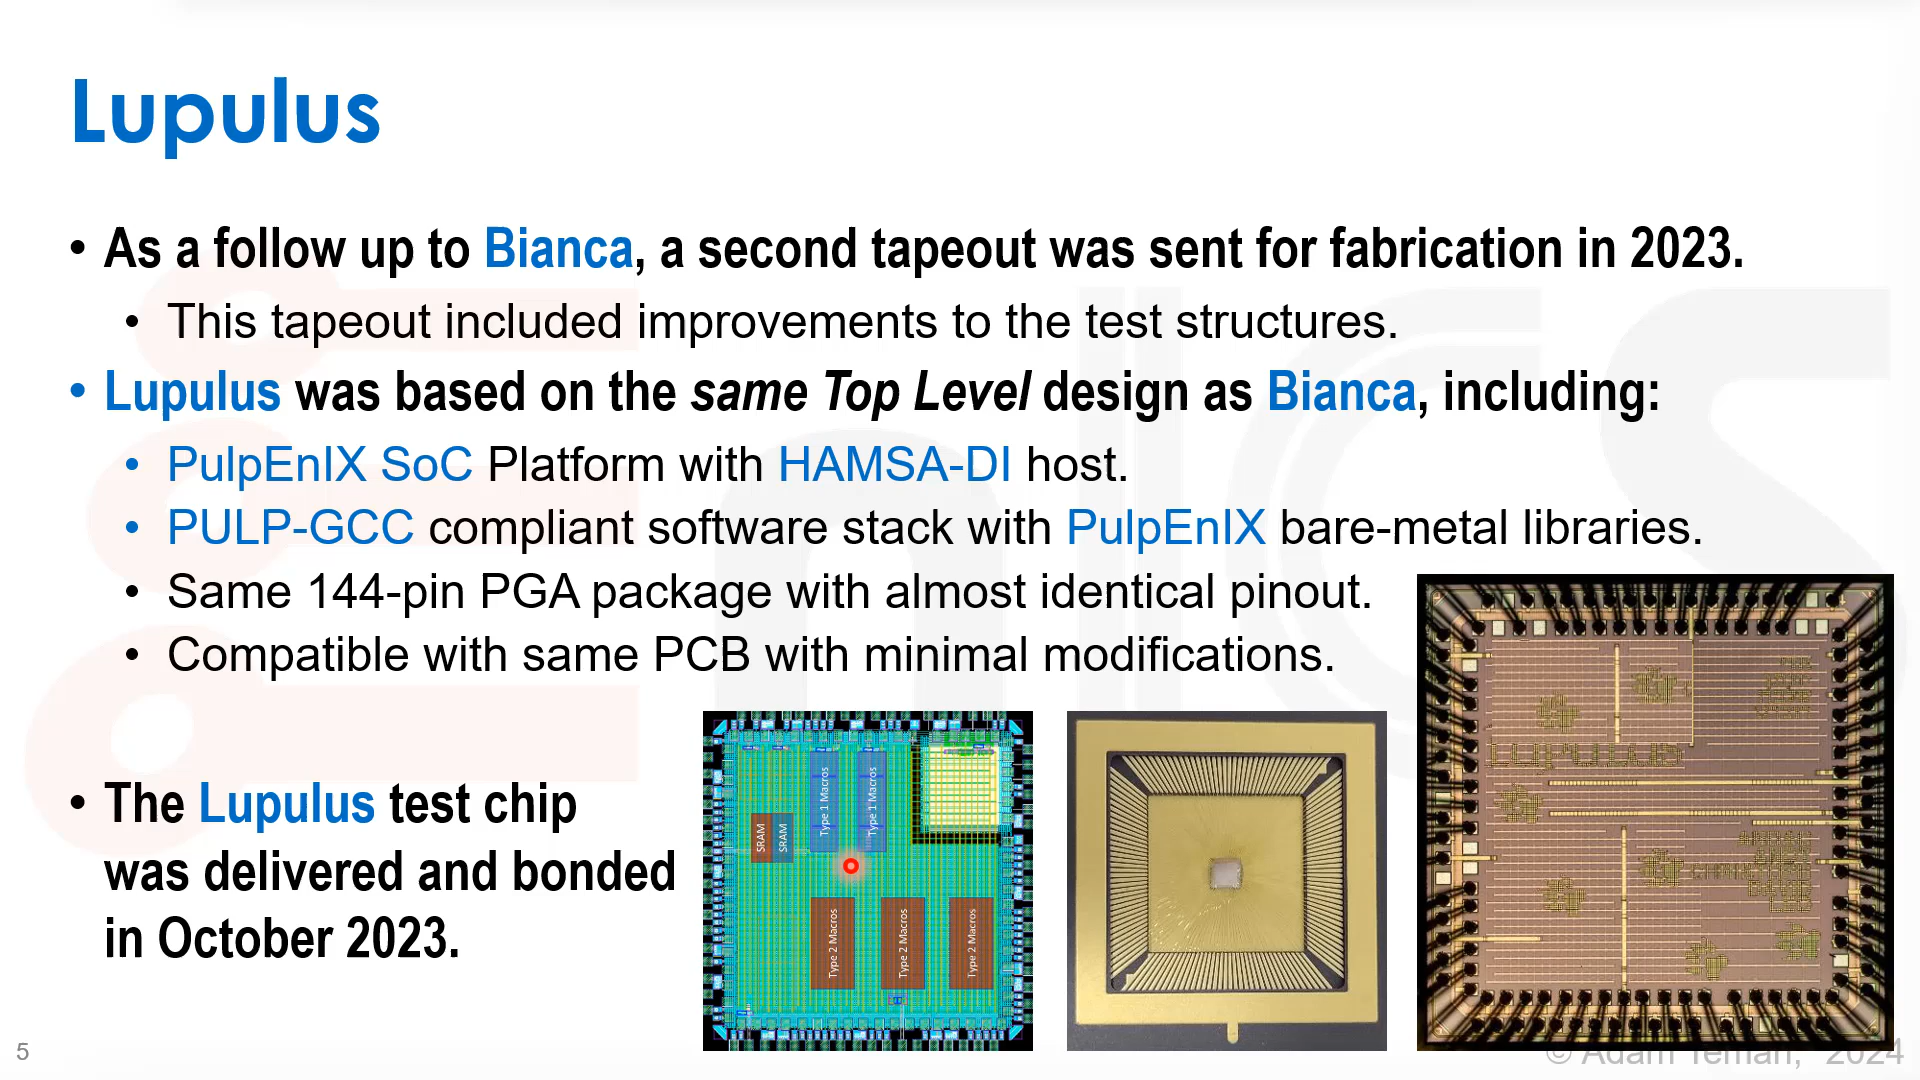 Lupulus
• As a follow up to Bianca, a second tapeout was sent for fabrication in 2023.
• This tapeout included improvements to the test structures.
• Lupulus was based on the same Top Level design as Bianca, including:
• PulpEnIX SoC Platform with HAMSA-DI host.
• PULP-GCC compliant software stack with PulpEnIX bare-metal libraries.
• Same 144-pin PGA package with almost identical pinout.
• Compatible with same PCB with minimal modifications.
• The Lupulus test chip
was delivered and bonded
in October 2023.
SRAM
SRAM
Type 1 Macros
Type 1 Macros
Type 2 Macros
Type 2 Macros
Type 2 Macros
LUPULUS
5
© Adam Teman, 2024